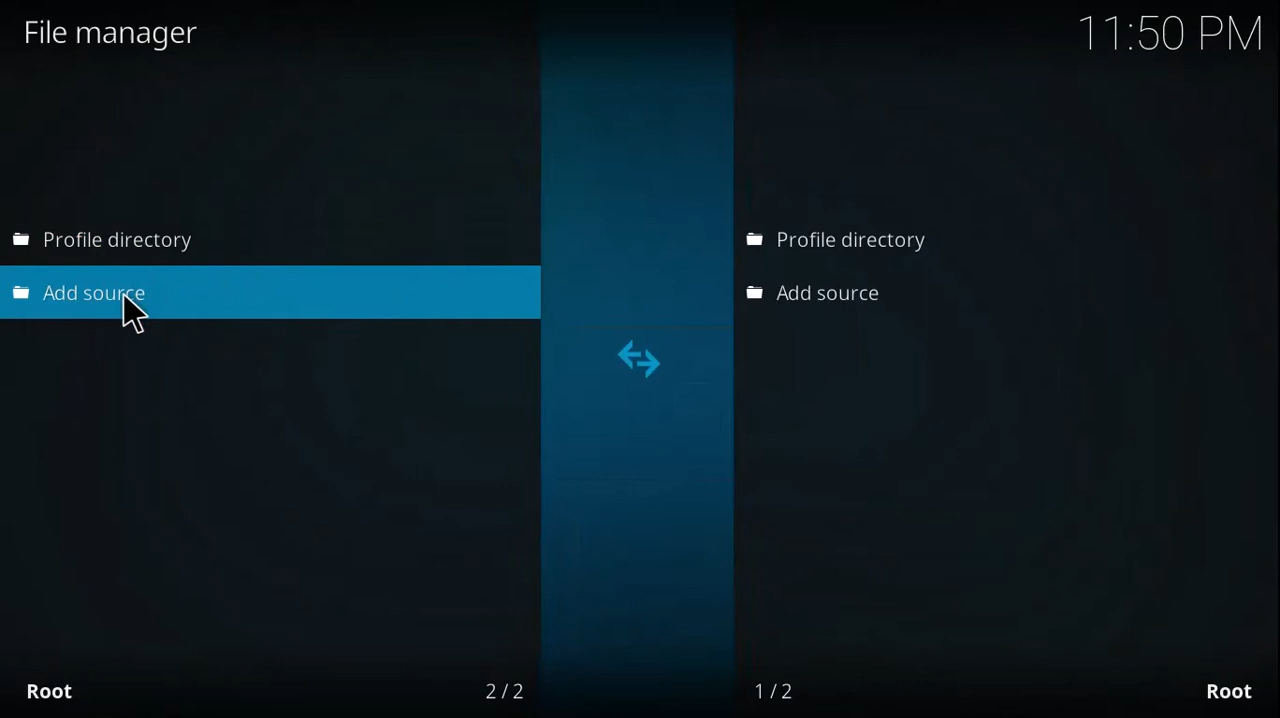 File manager
11:50 PM
Profile directory
Add source
Profile directory
Add source
Root
2 / 2
1 / 2
Root